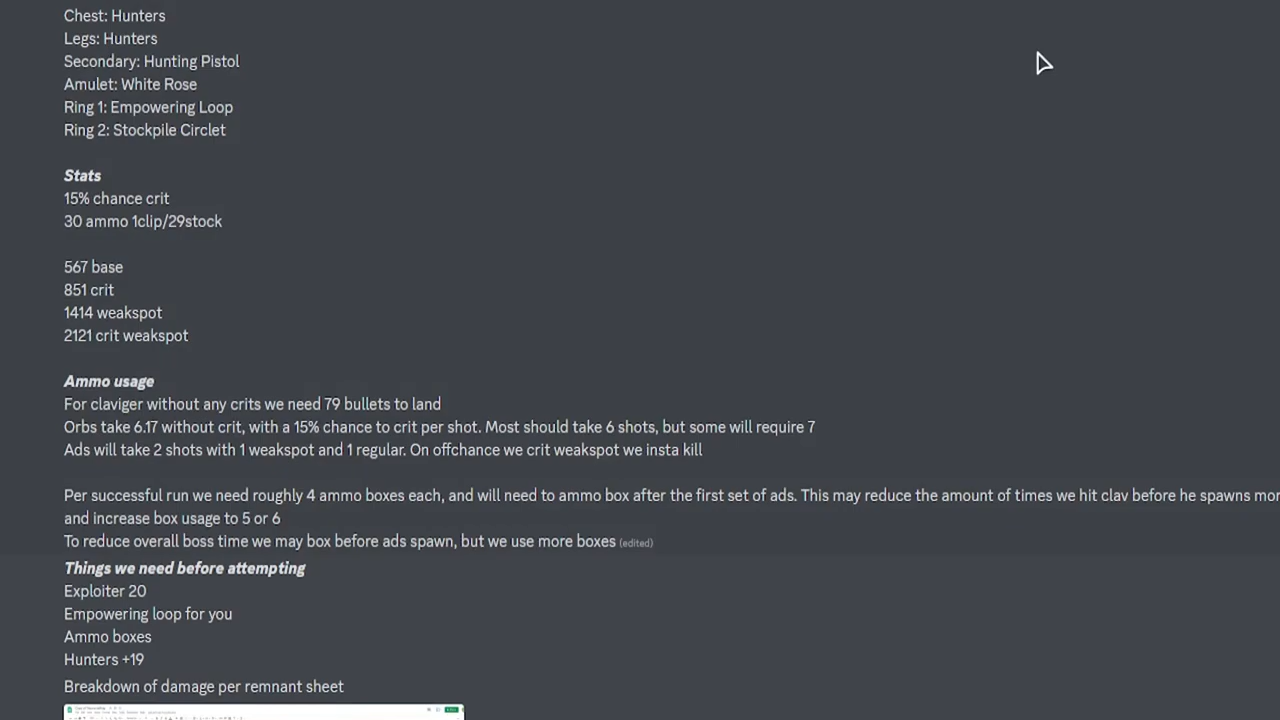 Chest: Hunters
Legs: Hunters
Secondary: Hunting Pistol
Amulet: White Rose
Ring 1: Empowering Loop
Ring 2: Stockpile Circlet
Stats
15% chance crit
30 ammo 1clip/29stock
567 base
851 crit
1414 weakspot
2121 crit weakspot
Ammo usage
For claviger without any crits we need 79 bullets to land
Orbs take 6.17 without crit, with a 15% chance to crit per shot. Most should take 6 shots, but some will require 7
Ads will take 2 shots with 1 weakspot and 1 regular. On offchance we crit weakspot we insta kill
Per successful run we need roughly 4 ammo boxes each, and will need to ammo box after the first set of ads. This may reduce the amount of times we hit clav before he spawns
and increase box usage to 5 or 6
To reduce overall boss time we may box before ads spawn, but we use more boxes (edited)
Things we need before attempting
Exploiter 20
Empowering loop for you
Ammo boxes
Hunters +19
Breakdown of damage per remnant sheet